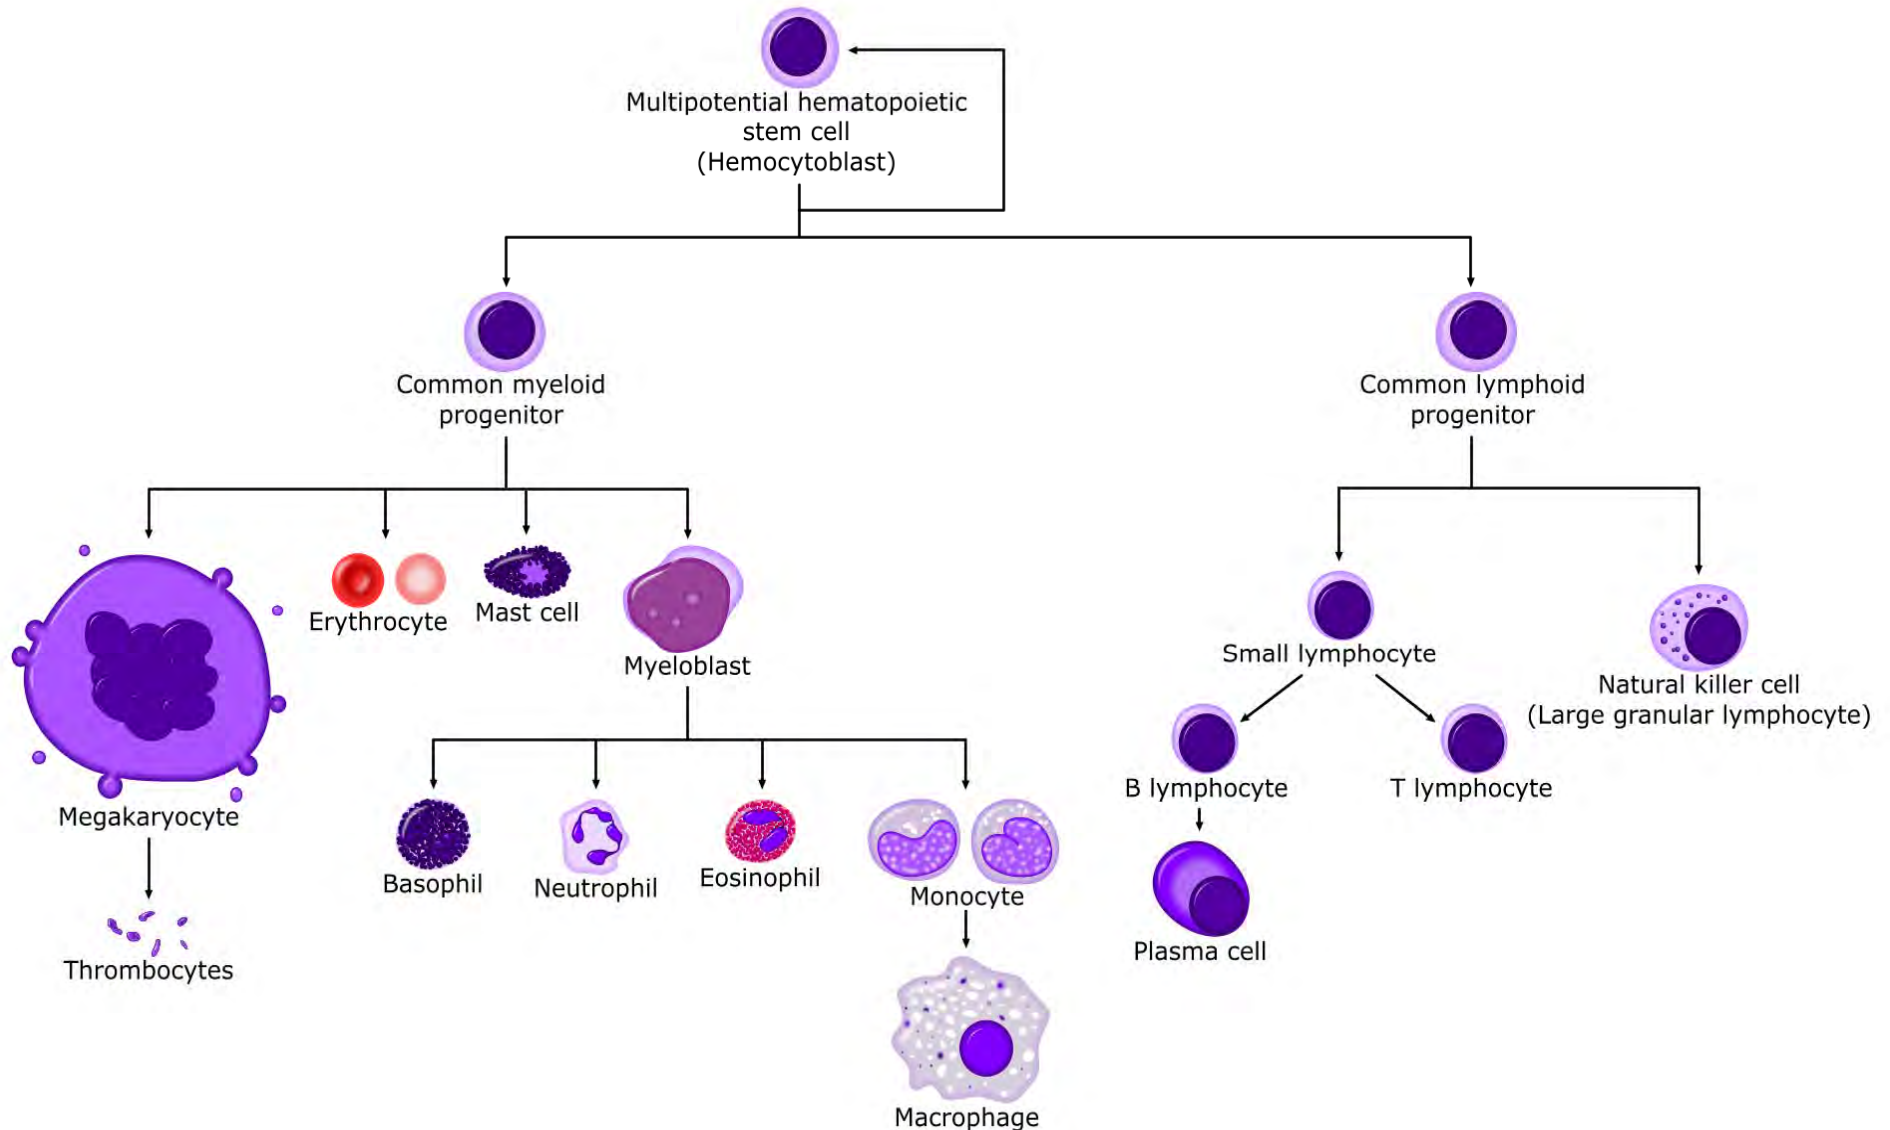 Multipotential hematopoietic
stem cell
(Hemocytoblast)
Common myeloid
progenitor
Common lymphoid
progenitor
Erythrocyte
Mast cell
Myeloblast
Small lymphocyte
Natural killer cell
(Large granular lymphocyte)
Megakaryocyte
B lymphocyte
T lymphocyte
Basophil
Neutrophil
Eosinophil
Monocyte
Plasma cell
Thrombocytes
Macrophage